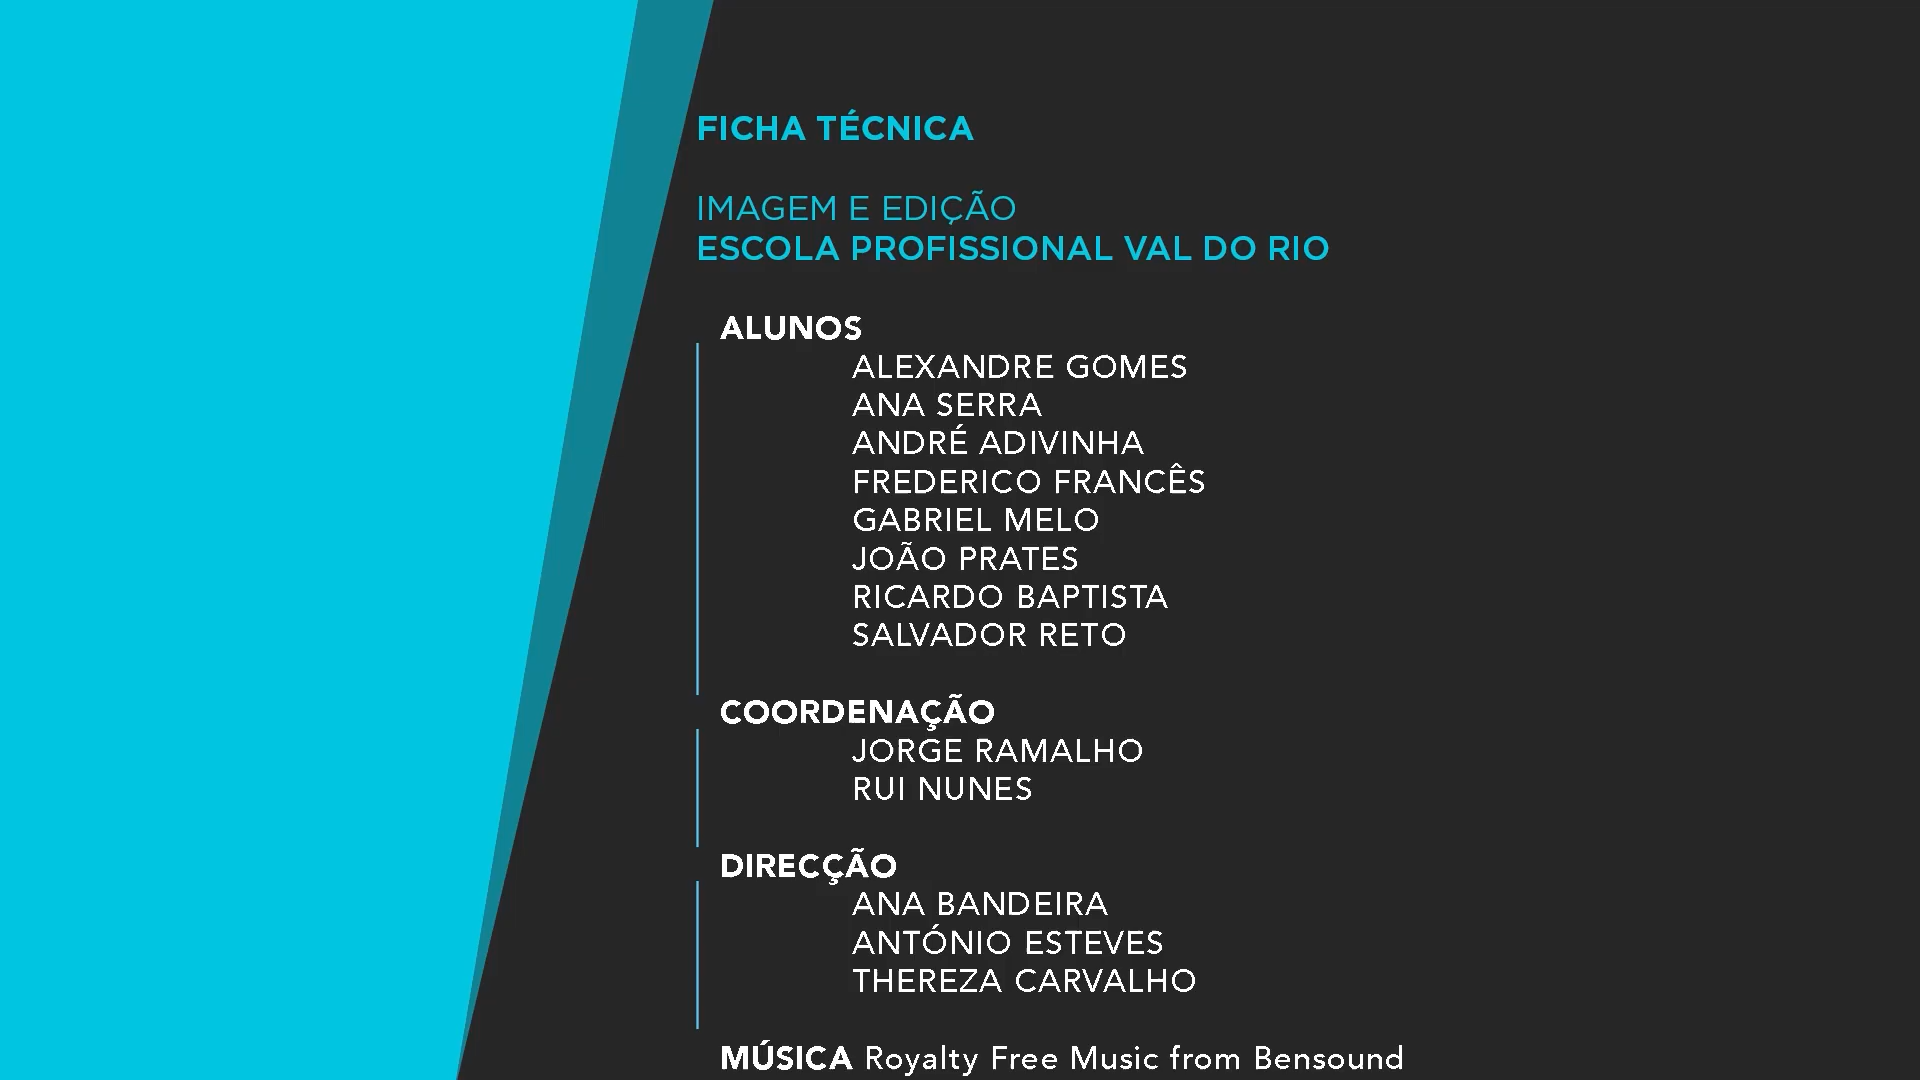 FICHA TÉCNICA
IMAGEM E EDIÇÃO
ESCOLA PROFISSIONAL VAL DO RIO
ALUNOS
ALEXANDRE GOMES
ANA SERRA
ANDRÉ ADIVINHA
FREDERICO FRANCÊS
GABRIEL MELO
JOÃO PRATES
RICARDO BAPTISTA
SALVADOR RETO
COORDENAÇÃO
JORGE RAMALHO
RUI NUNES
DIRECÇÃO
ANA BANDEIRA
ANTÓNIO ESTEVES
THEREZA CARVALHO
MÚSICA Royalty Free Music from Bensound